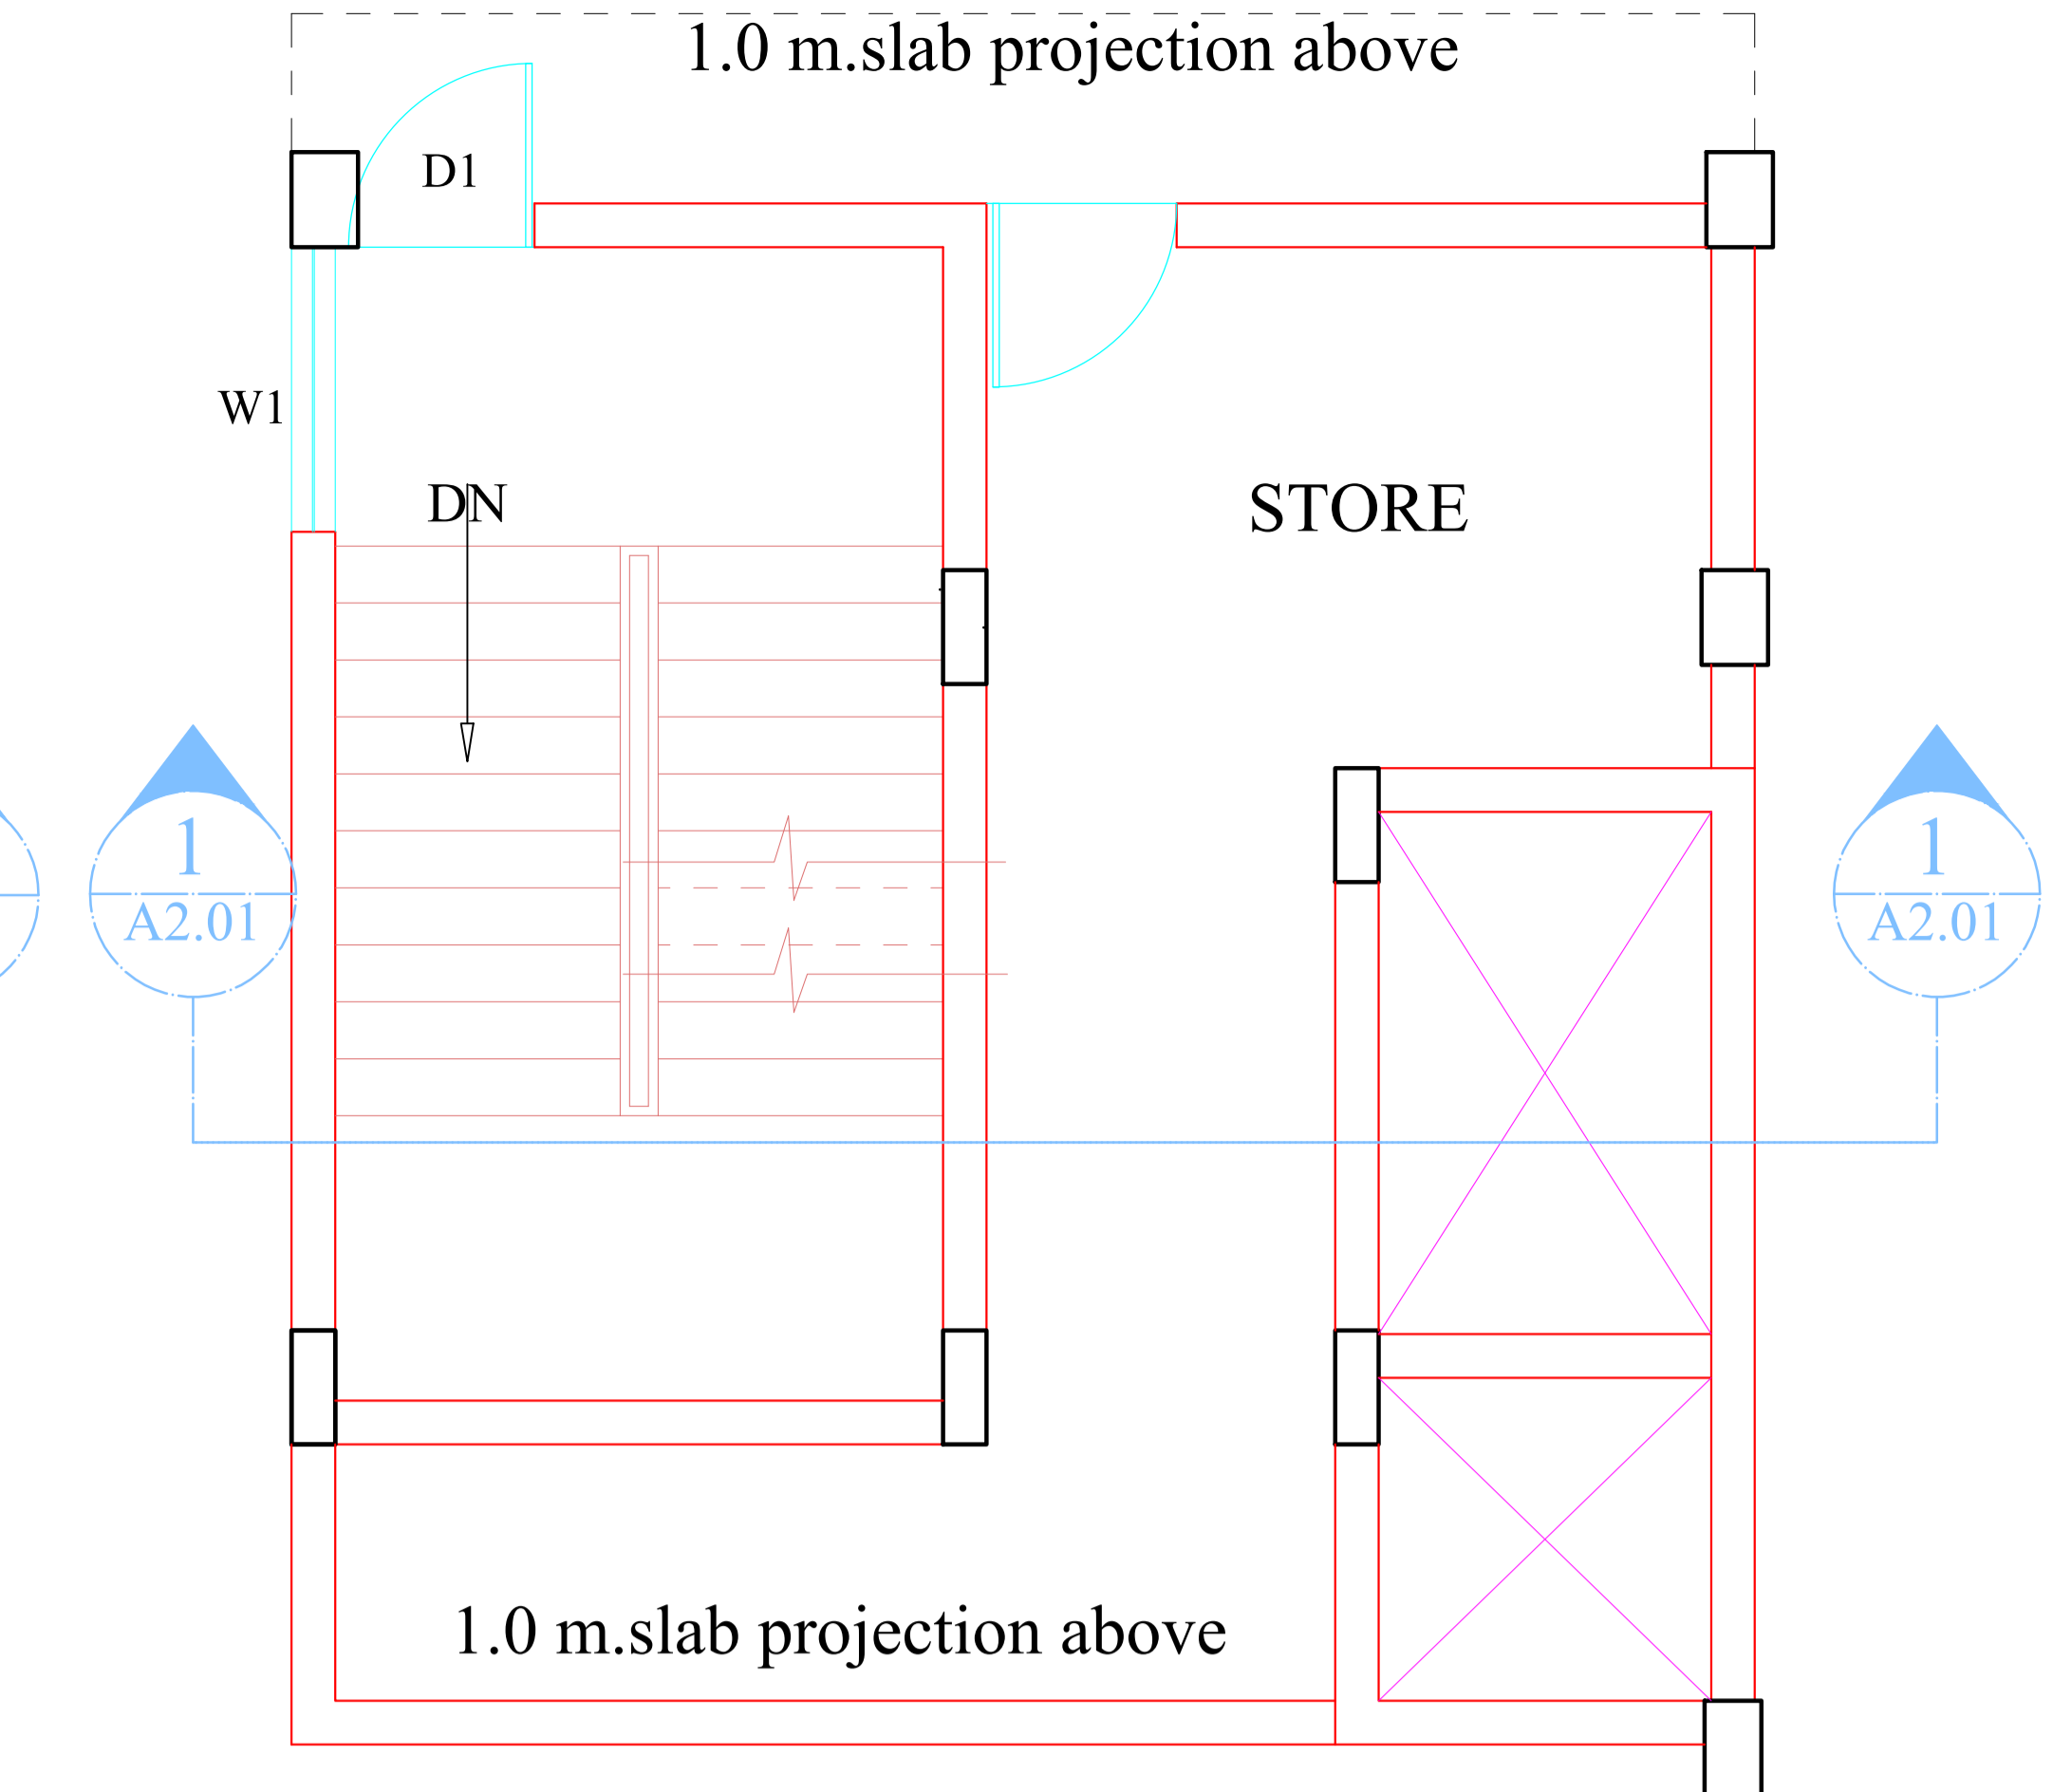 1.0 m.slab projection above
D1
W1
DN
STORE
1
A2.01
1
A2.01
1.0 m.slab projection above